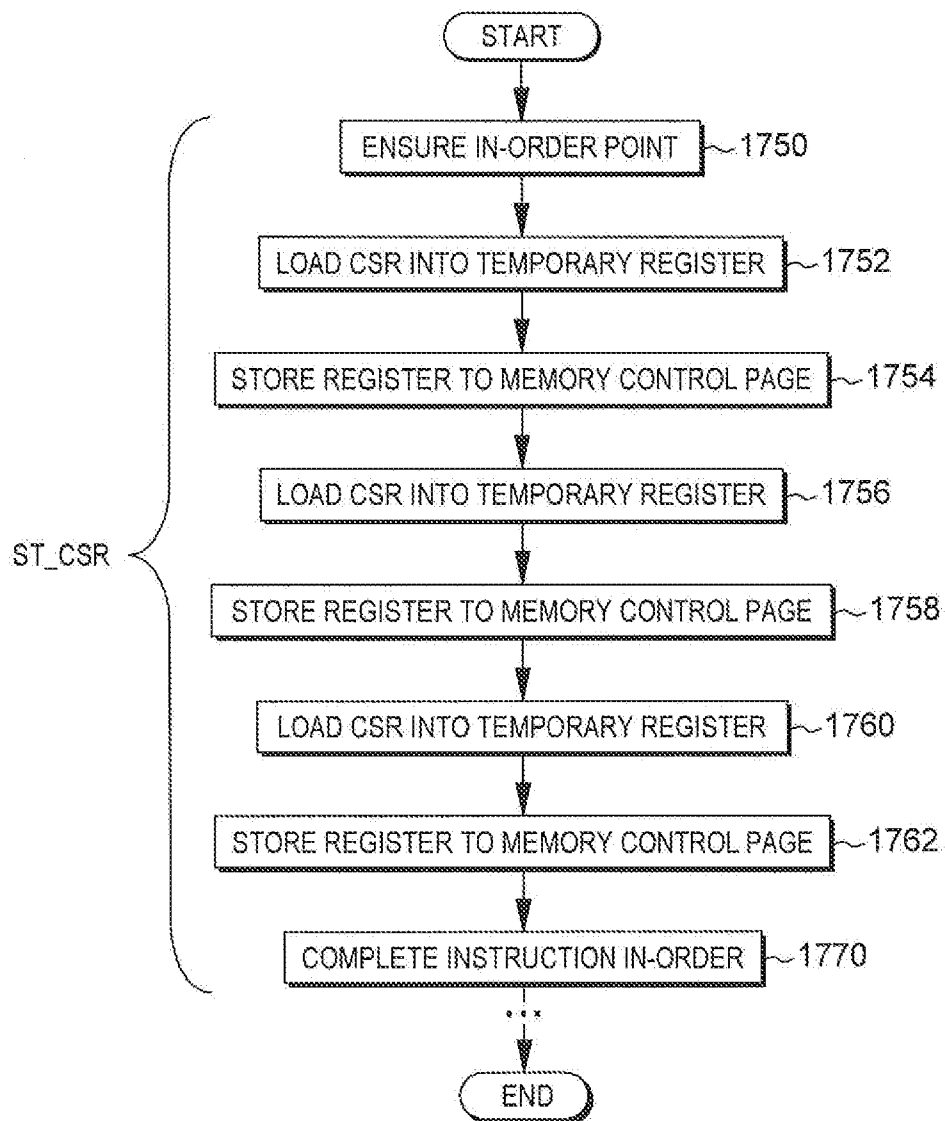 START
ENSURE IN-ORDER POINT 1750
LOAD CSR INTO TEMPORARY REGISTER 1752
STORE REGISTER TO MEMORY CONTROL PAGE 1754
LOAD CSR INTO TEMPORARY REGISTER 1756
ST_CSR
STORE REGISTER TO MEMORY CONTROL PAGE 1758
LOAD CSR INTO TEMPORARY REGISTER 1760
STORE REGISTER TO MEMORY CONTROL PAGE 1762
COMPLETE INSTRUCTION IN-ORDER 1770
...
END